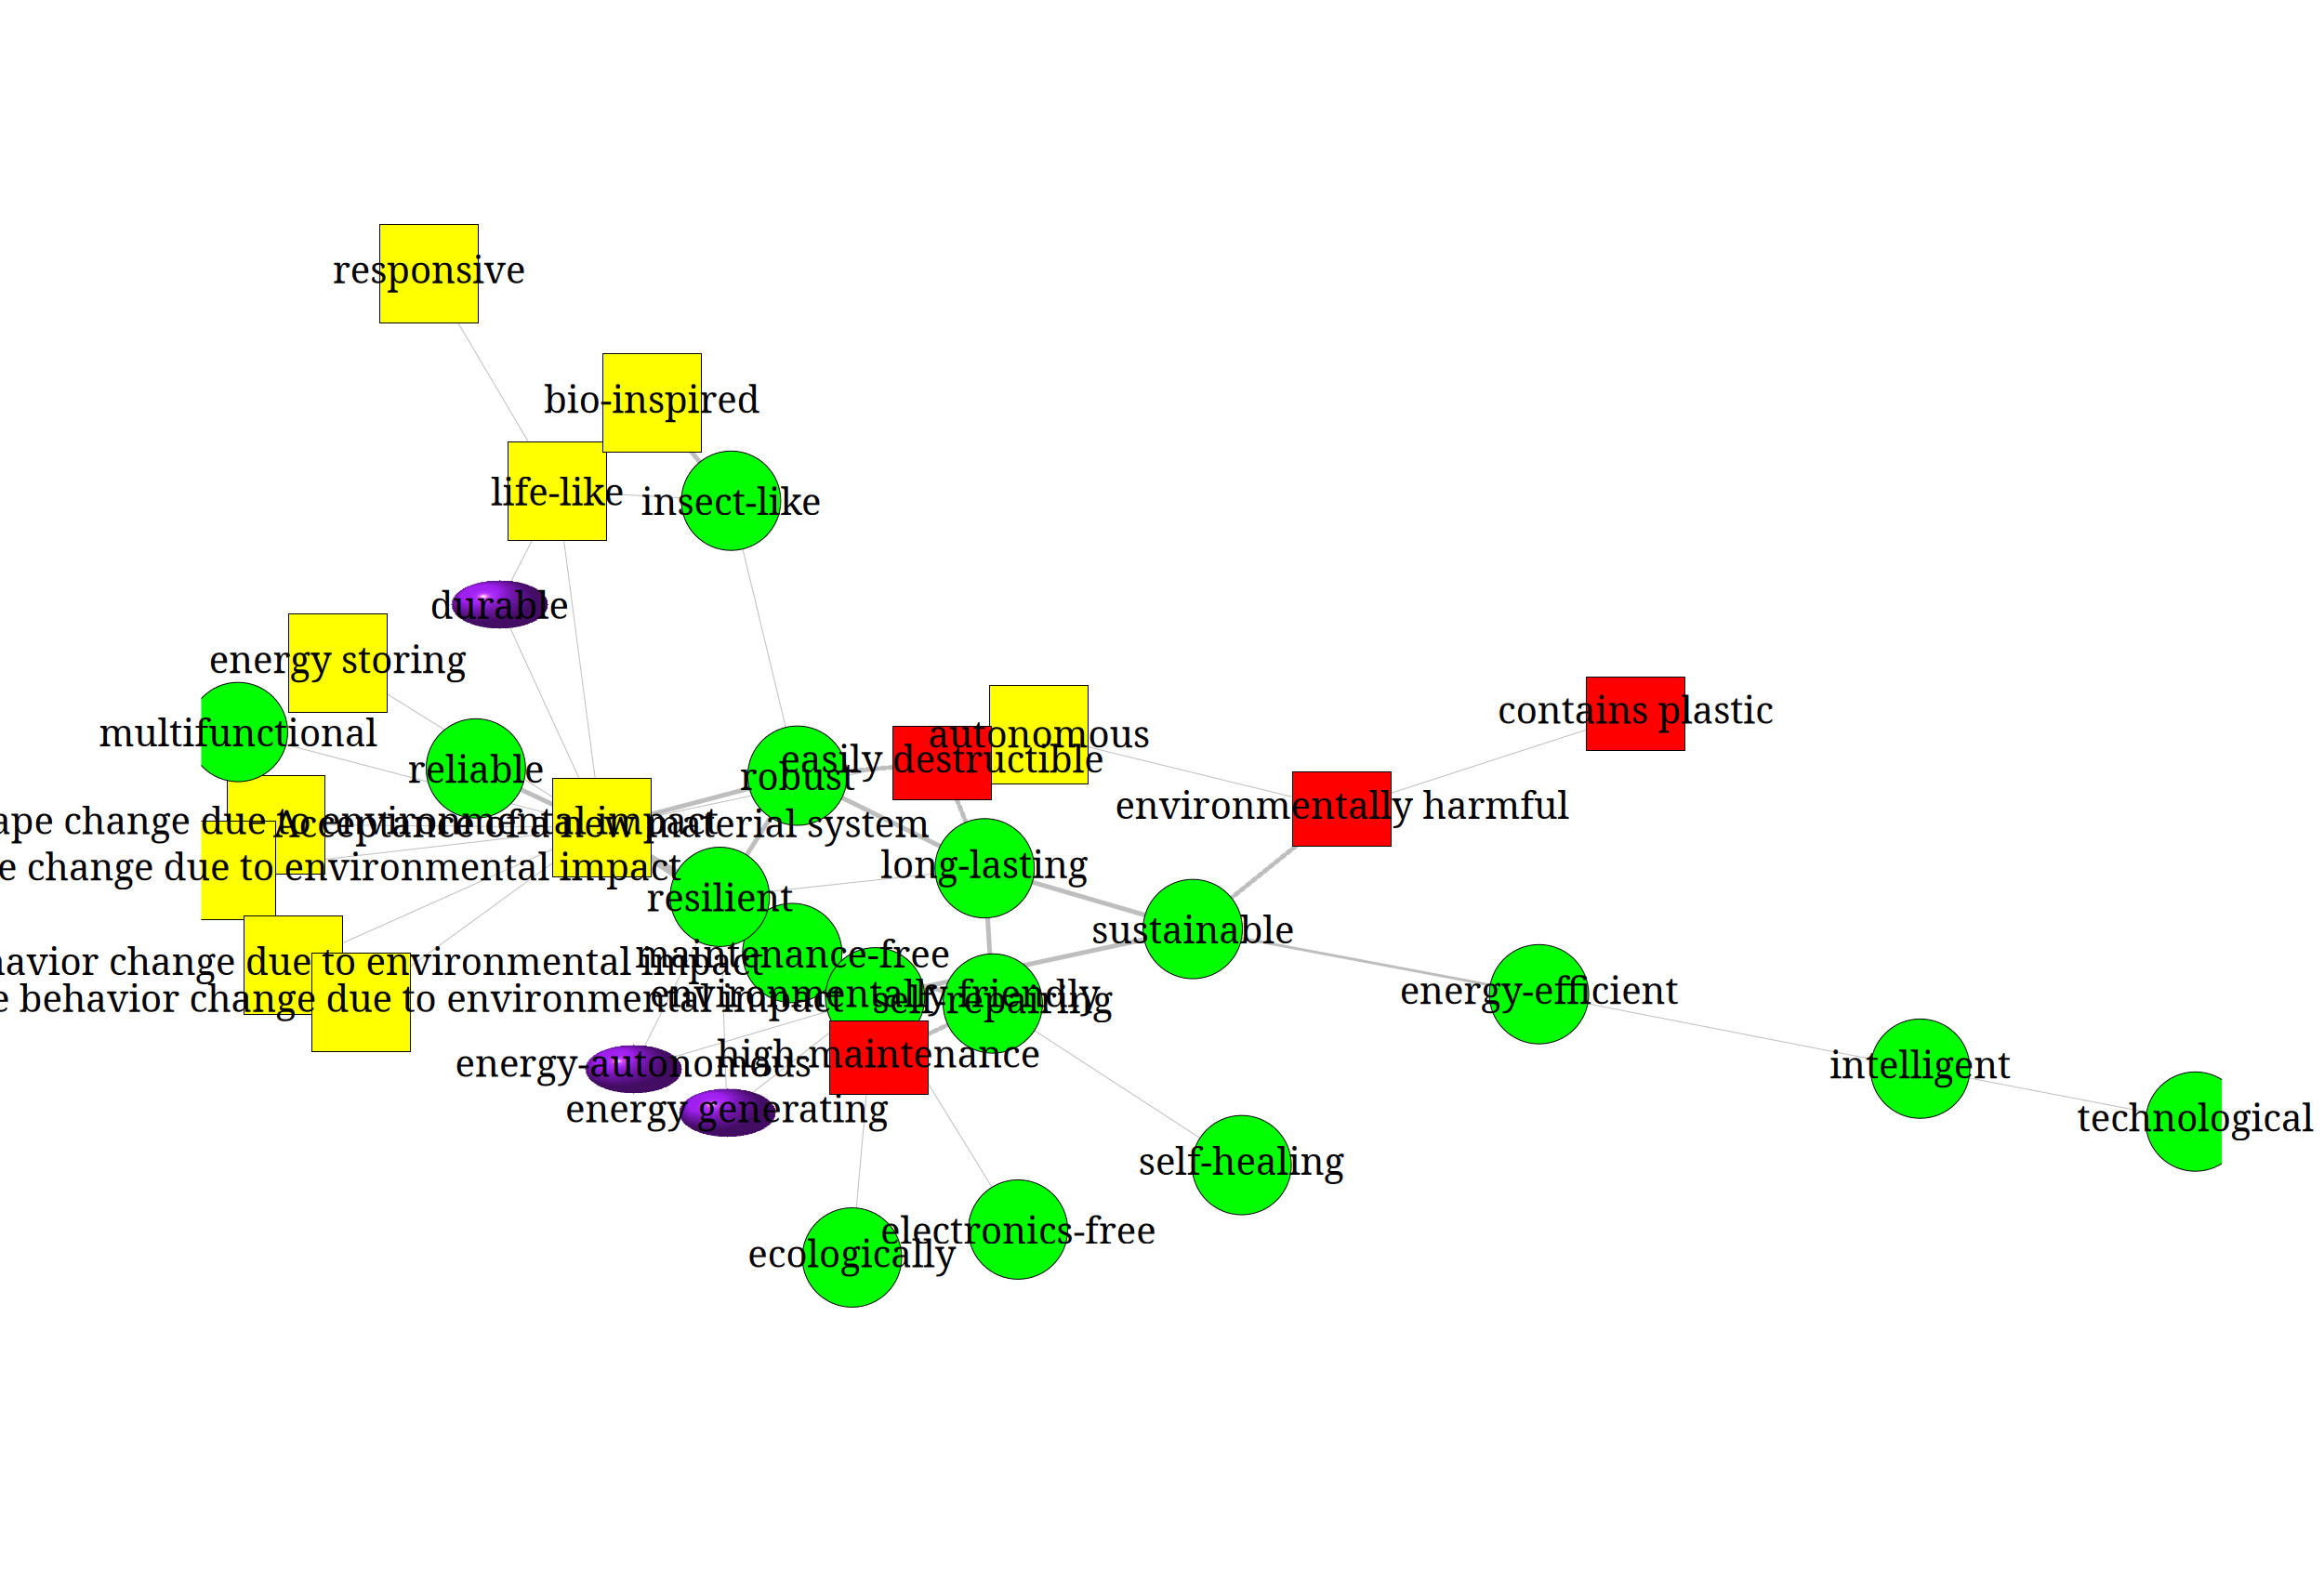 responsive
bio-inspired
life-like
insect-like
durable
energy storing
multifunctional
reliable
contains plastic
autonomous
easily destructible
robust
environmentally harmful
ape change due to environmental impact
Acceptance of a new material system
e change due to environmental impact
long-lasting
resilient
sustainable
maintenance-free
havior change due to environmental impact
environmentally-friendly
energy-efficient
e behavior change due to environmental impact
self-repairing
high-maintenance
energy-autonomous
intelligent
energy generating
technological
self-healing
electronics-free
ecologically